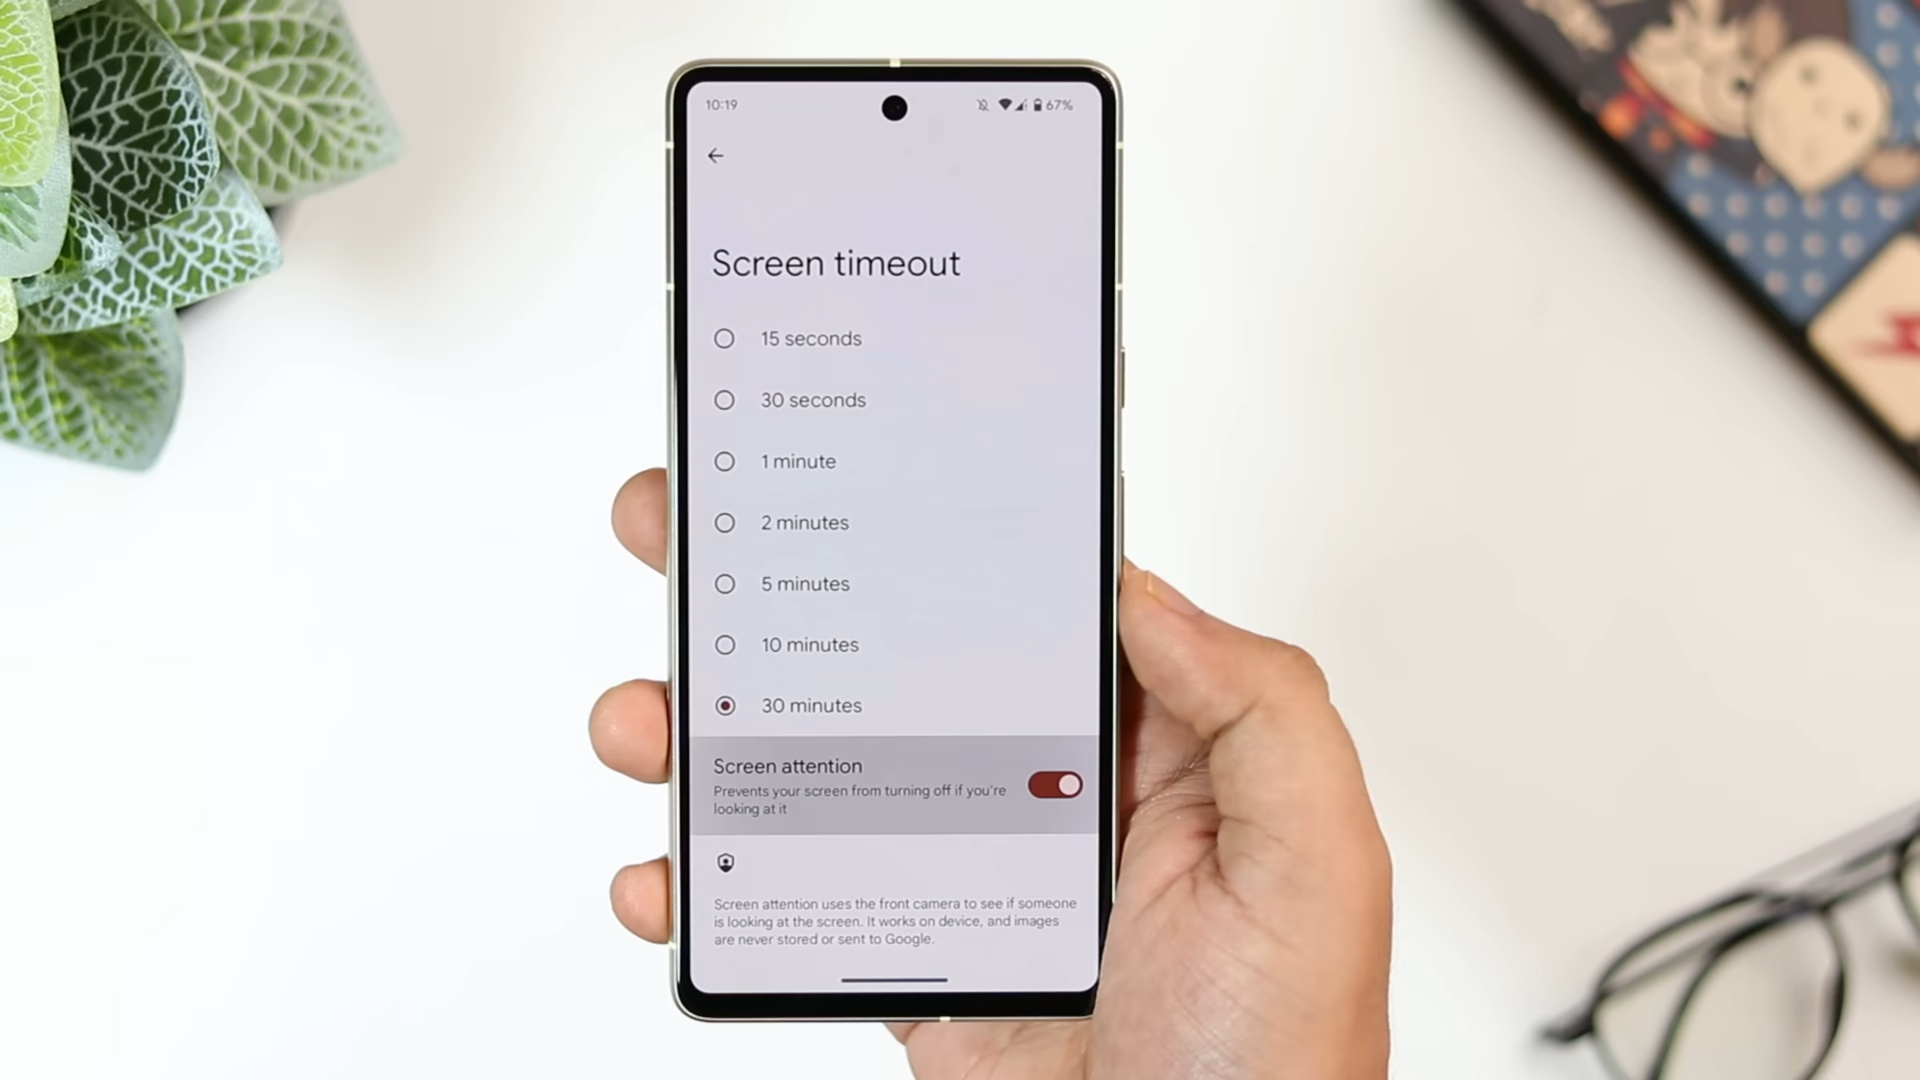 10:19
67%
Screen timeout
15 seconds
30 seconds
1 minute
2 minutes
5 minutes
10 minutes
30 minutes
Screen attention
Prevents your screen from turning off if you're
looking at it
Screen attention uses the front camera to see if someone
is looking at the screen. It works on device, and images
are never stored or sent to Google.